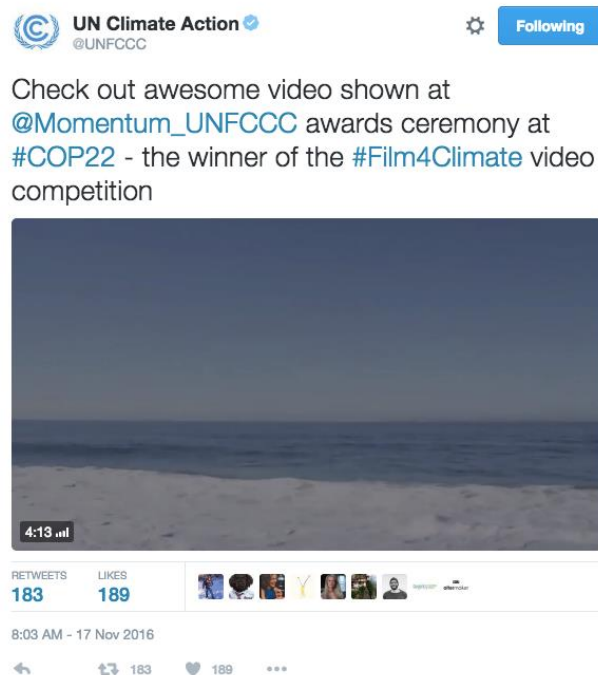 UN Climate Action
@UNFCCC
Following
Check out awesome video shown at
@Momentum_UNFCCC awards ceremony at
#COP22 - the winner of the #Film4Climate video
competition
4:13
RETWEETS LIKES
183 189
8:03 AM - 17 Nov 2016
183 189